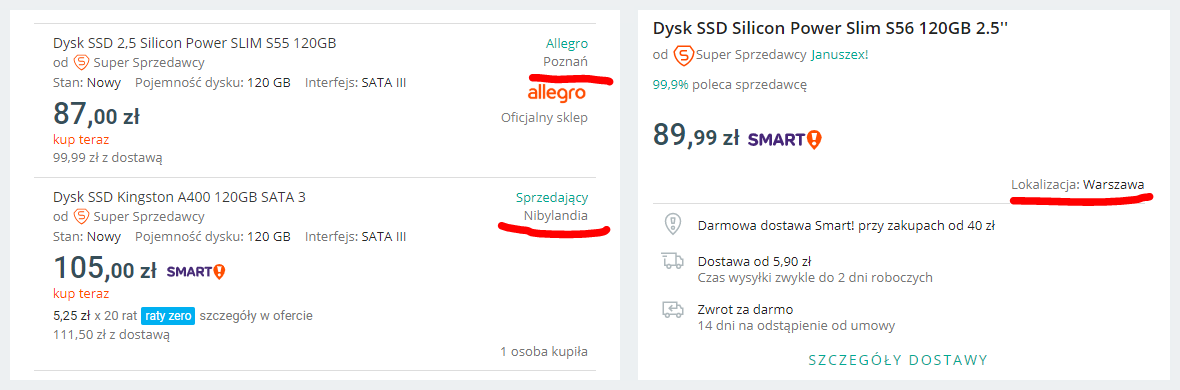 Dysk SSD 2,5 Silicon Power SLIM S55 120GB
Allegro
od S Super Sprzedawcy
Poznań
Stan: Nowy Pojemność dysku: 120 GB Interfejs: SATA III
allegro
87,00 zł
Oficjalny sklep
kup teraz
99,99 zł z dostawą
Dysk SSD Kingston A400 120GB SATA 3
Sprzedający
od S Super Sprzedawcy
Nibylandia
Stan: Nowy Pojemność dysku: 120 GB Interfejs: SATA III
105,00 zł SMART!
kup teraz
5,25 zł x 20 rat raty zero szczegóły w ofercie
111,50 zł z dostawą
1 osoba kupiła
Dysk SSD Silicon Power Slim S56 120GB 2.5''
od S Super Sprzedawcy Januszex!
99,9% poleca sprzedawcę
89,99 zł SMART!
Lokalizacja: Warszawa
Darmowa dostawa Smart! przy zakupach od 40 zł
Dostawa od 5,90 zł
Czas wysyłki zwykle do 2 dni roboczych
Zwrot za darmo
14 dni na odstąpienie od umowy
SZCZEGÓŁY DOSTAWY